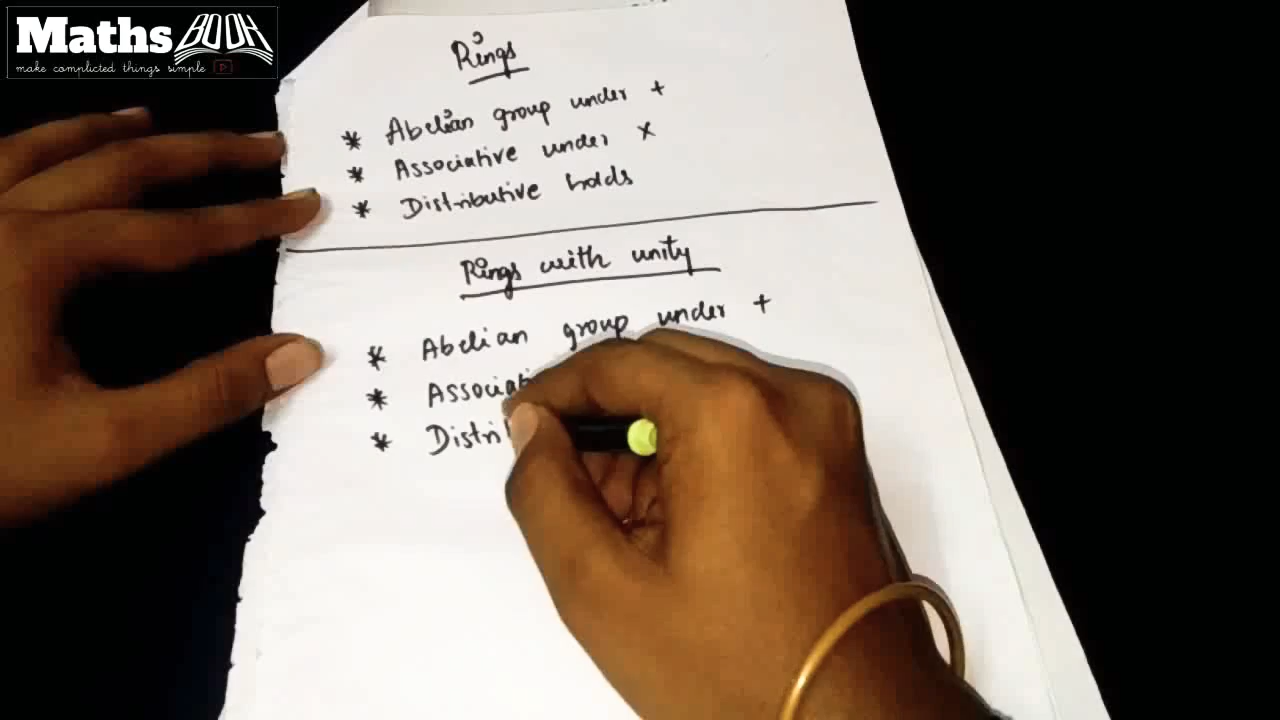 Maths BOOK
make complicted things simple
Rings
* Abelian group under +
* Associative under ×
* Distributive holds
Rings with unity
* Abelian group under +
* Associati
* Distri